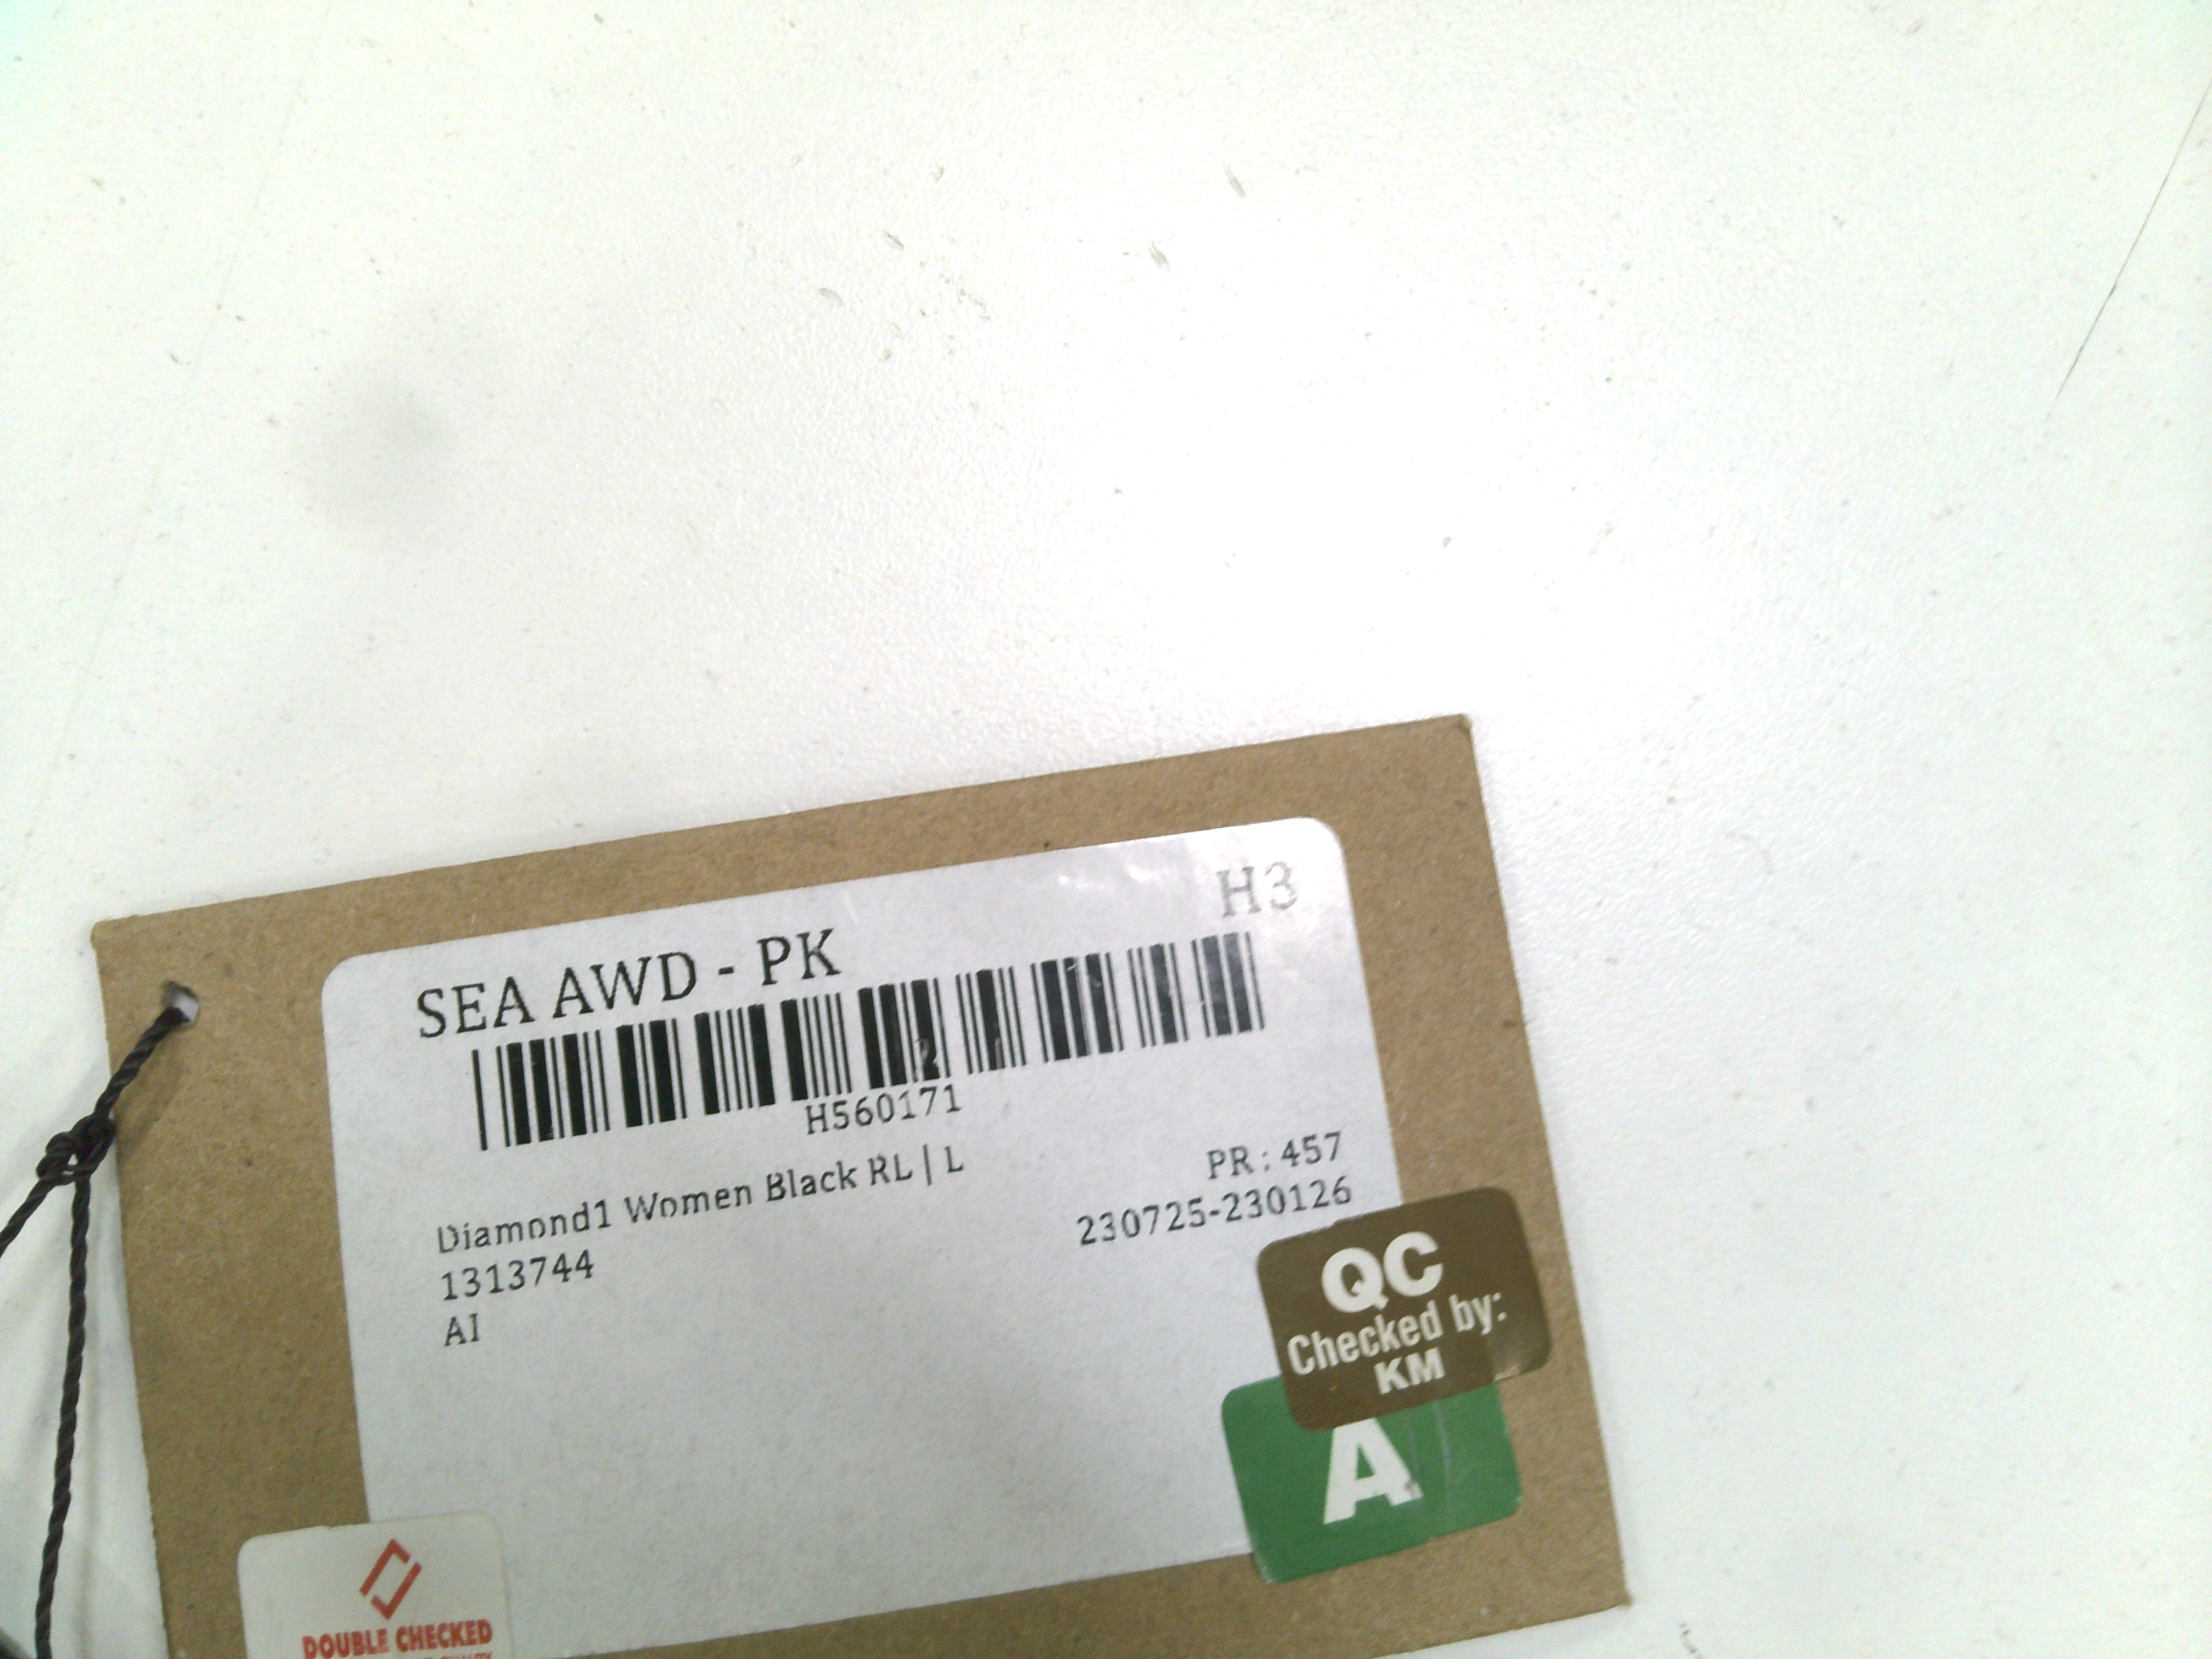 H3
SEA AWD - PK
H560171
Diamond1 Women Black RL | L
PR : 457
1313744
230725-230126
AI
QC
Checked by:
KM
A
DOUBLE CHECKED